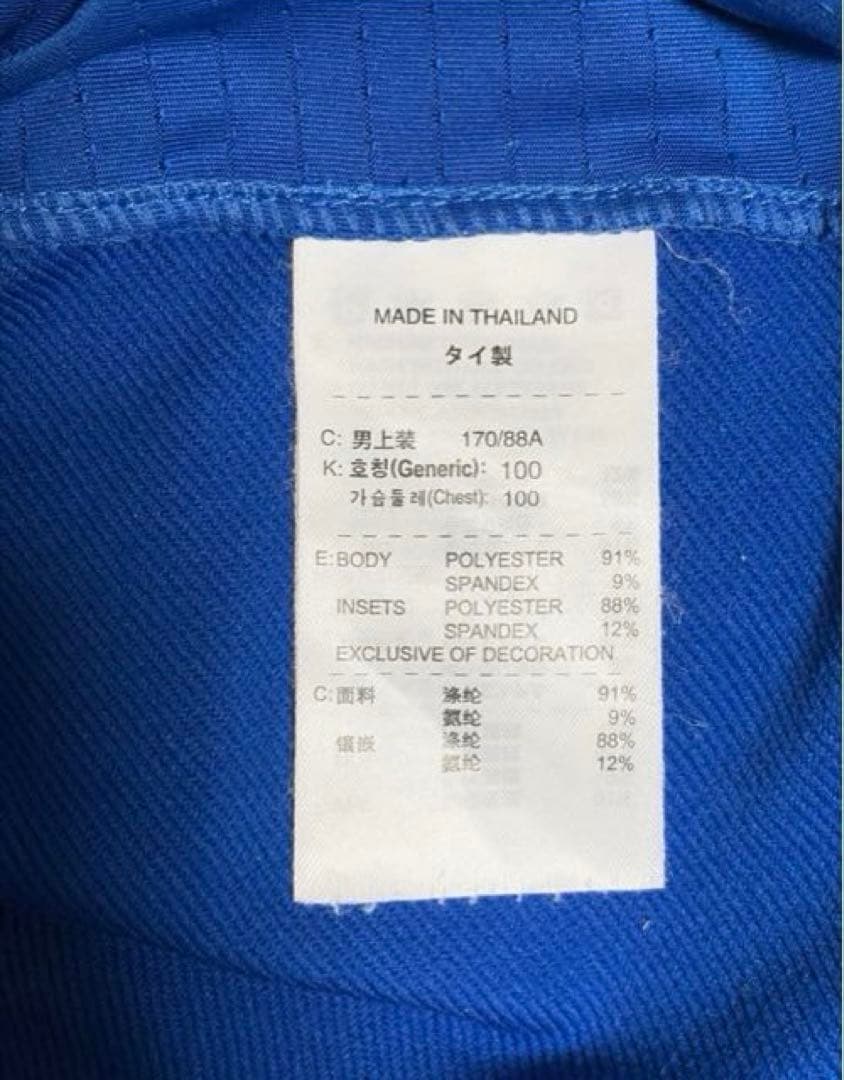 MADE IN THAILAND
タイ製
C: 男上装 170/88A
K: 호칭(Generic): 100
가슴둘레(Chest): 100
E: BODY POLYESTER 91%
SPANDEX 9%
INSETS POLYESTER 88%
SPANDEX 12%
EXCLUSIVE OF DECORATION
C: 面料 涤纶 91%
氨纶 9%
镶嵌 涤纶 88%
氨纶 12%